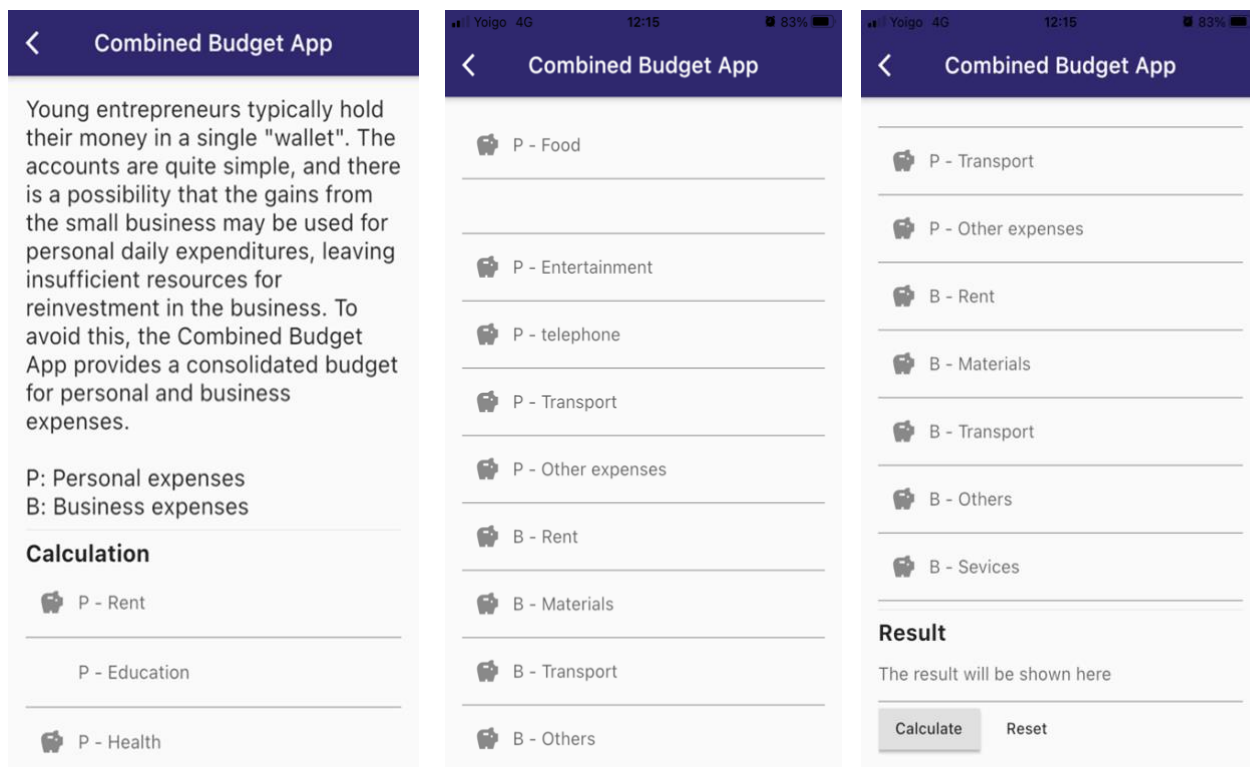 Combined Budget App
Young entrepreneurs typically hold
their money in a single "wallet". The
accounts are quite simple, and there
is a possibility that the gains from
the small business may be used for
personal daily expenditures, leaving
insufficient resources for
reinvestment in the business. To
avoid this, the Combined Budget
App provides a consolidated budget
for personal and business
expenses.
P: Personal expenses
B: Business expenses
Calculation
P - Rent
P - Education
P - Health
Yoigo 4G 12:15 83%
Combined Budget App
P - Food
P - Entertainment
P - telephone
P - Transport
P - Other expenses
B - Rent
B - Materials
B - Transport
B - Others
Yoigo 4G 12:15 83%
Combined Budget App
P - Transport
P - Other expenses
B - Rent
B - Materials
B - Transport
B - Others
B - Sevices
Result
The result will be shown here
Calculate Reset